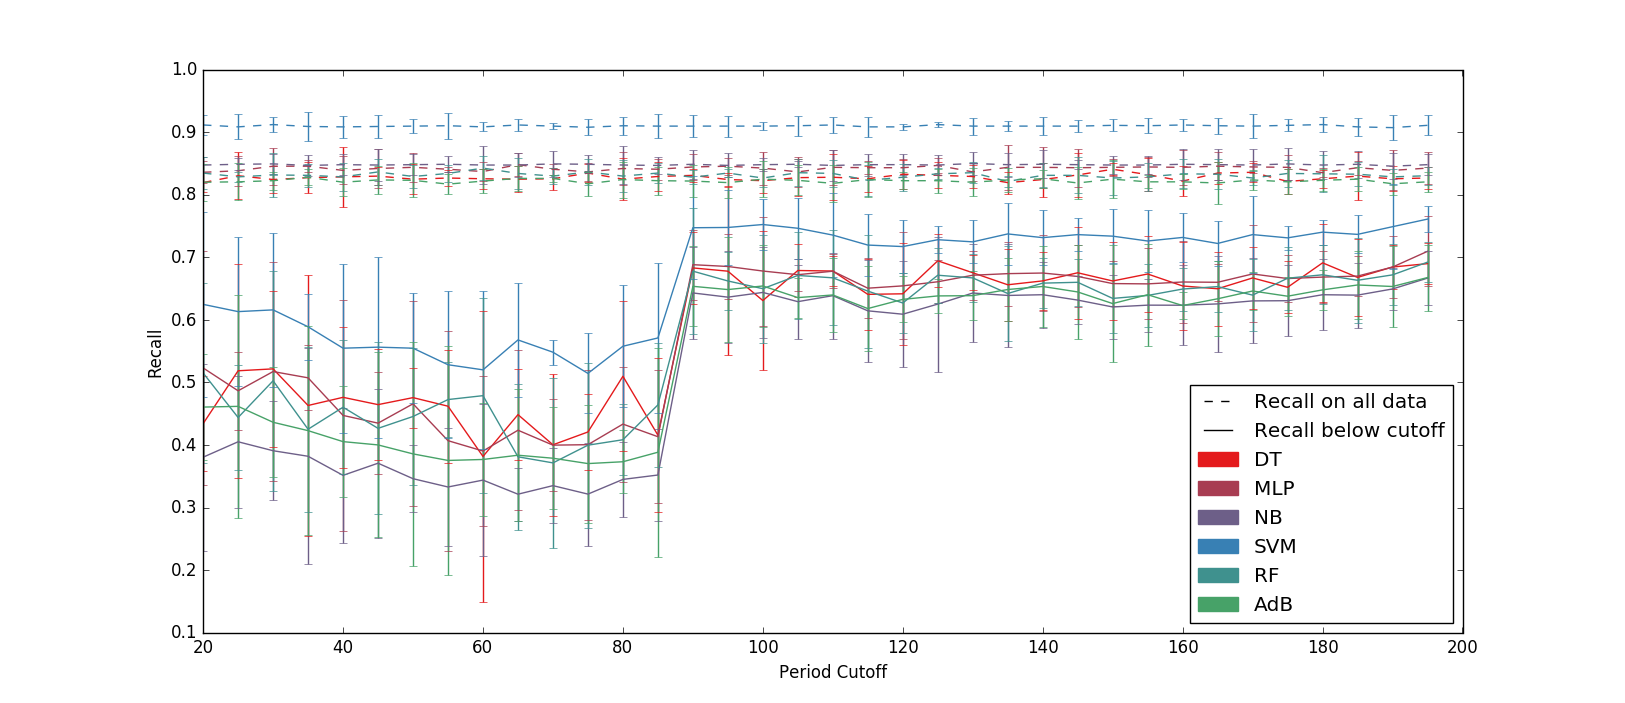 1.0
0.9
0.8
0.7
0.6
0.5
0.4
0.3
0.2
0.1
Recall
20 40 60 80 100 120 140 160 180 200
Period Cutoff
Recall on all data
Recall below cutoff
DT
MLP
NB
SVM
RF
AdB